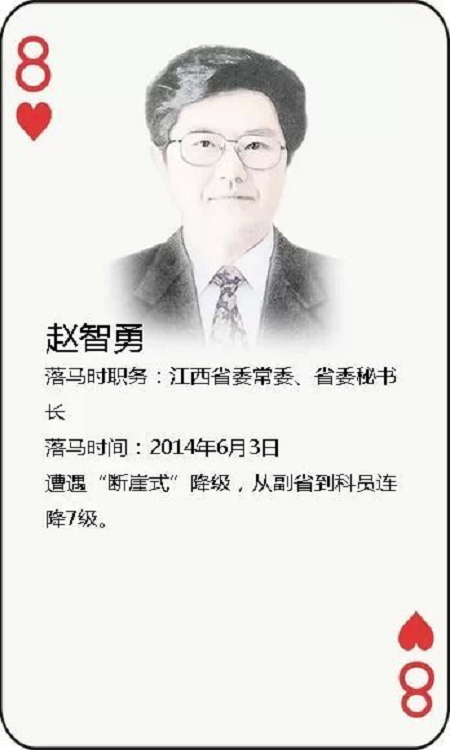 8
赵智勇
落马时职务：江西省委常委、省委秘书
长
落马时间：2014年6月3日
遭遇“断崖式”降级，从副省到科员连
降7级。
8